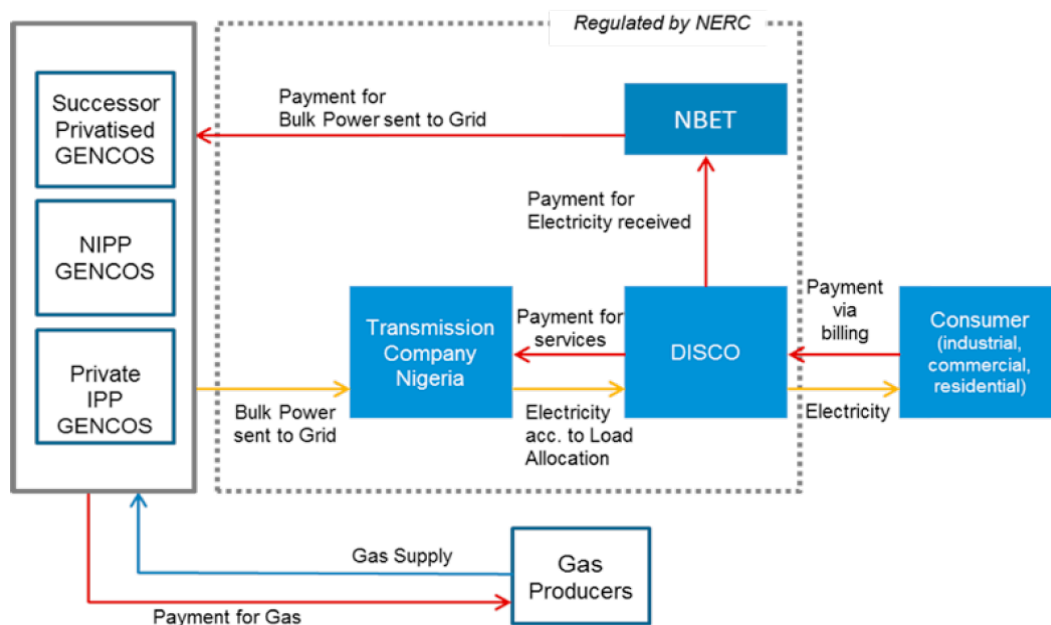 Regulated by NERC
Successor
Privatised
GENCOS
NIPP
GENCOS
Private
IPP
GENCOS
Payment for
Bulk Power sent to Grid
NBET
Payment for
Electricity received
Transmission
Company
Nigeria
Payment for
services
DISCO
Payment
via
billing
Consumer
(industrial,
commercial,
residential)
Bulk Power
sent to Grid
Electricity
acc. to Load
Allocation
Electricity
Gas Supply
Gas
Producers
Payment for Gas